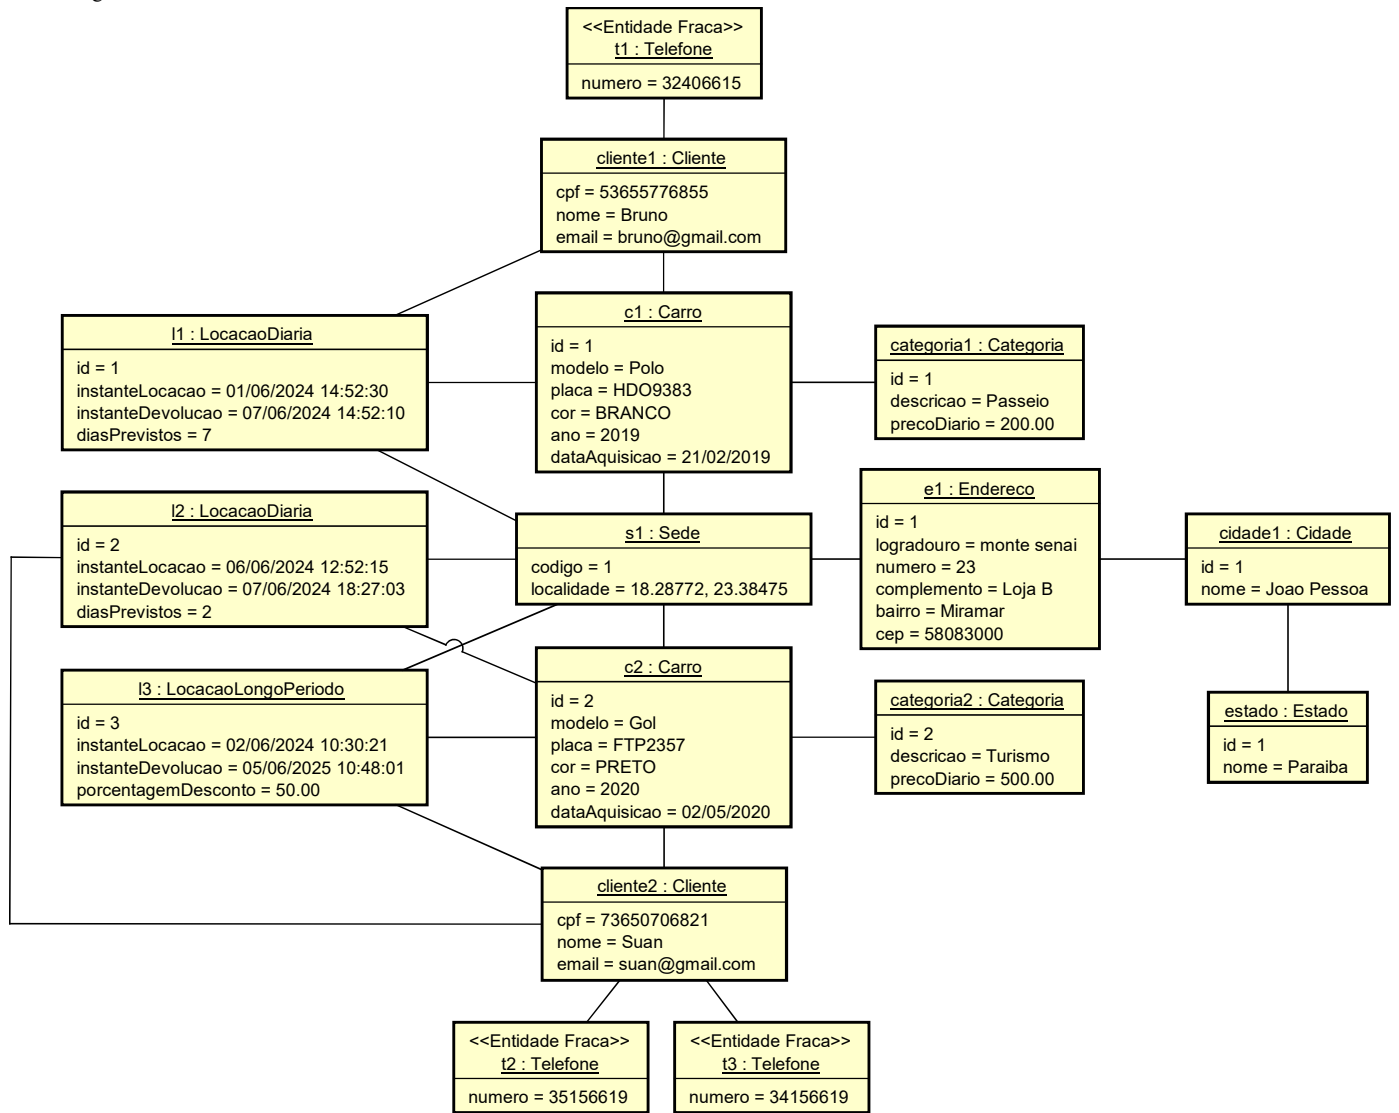 <<Entidade Fraca>>
t1 : Telefone
numero = 32406615
cliente1 : Cliente
cpf = 53655776855
nome = Bruno
email = bruno@gmail.com
l1 : LocacaoDiaria
id = 1
instanteLocacao = 01/06/2024 14:52:30
instanteDevolucao = 07/06/2024 14:52:10
diasPrevistos = 7
c1 : Carro
id = 1
modelo = Polo
placa = HDO9383
cor = BRANCO
ano = 2019
dataAquisicao = 21/02/2019
categoria1 : Categoria
id = 1
descricao = Passeio
precoDiario = 200.00
l2 : LocacaoDiaria
id = 2
instanteLocacao = 06/06/2024 12:52:15
instanteDevolucao = 07/06/2024 18:27:03
diasPrevistos = 2
s1 : Sede
codigo = 1
localidade = 18.28772, 23.38475
e1 : Endereco
id = 1
logradouro = monte senai
numero = 23
complemento = Loja B
bairro = Miramar
cep = 58083000
cidade1 : Cidade
id = 1
nome = Joao Pessoa
l3 : LocacaoLongoPeriodo
id = 3
instanteLocacao = 02/06/2024 10:30:21
instanteDevolucao = 05/06/2025 10:48:01
porcentagemDesconto = 50.00
c2 : Carro
id = 2
modelo = Gol
placa = FTP2357
cor = PRETO
ano = 2020
dataAquisicao = 02/05/2020
categoria2 : Categoria
id = 2
descricao = Turismo
precoDiario = 500.00
estado : Estado
id = 1
nome = Paraiba
cliente2 : Cliente
cpf = 73650706821
nome = Suan
email = suan@gmail.com
<<Entidade Fraca>>
t2 : Telefone
numero = 35156619
<<Entidade Fraca>>
t3 : Telefone
numero = 34156619